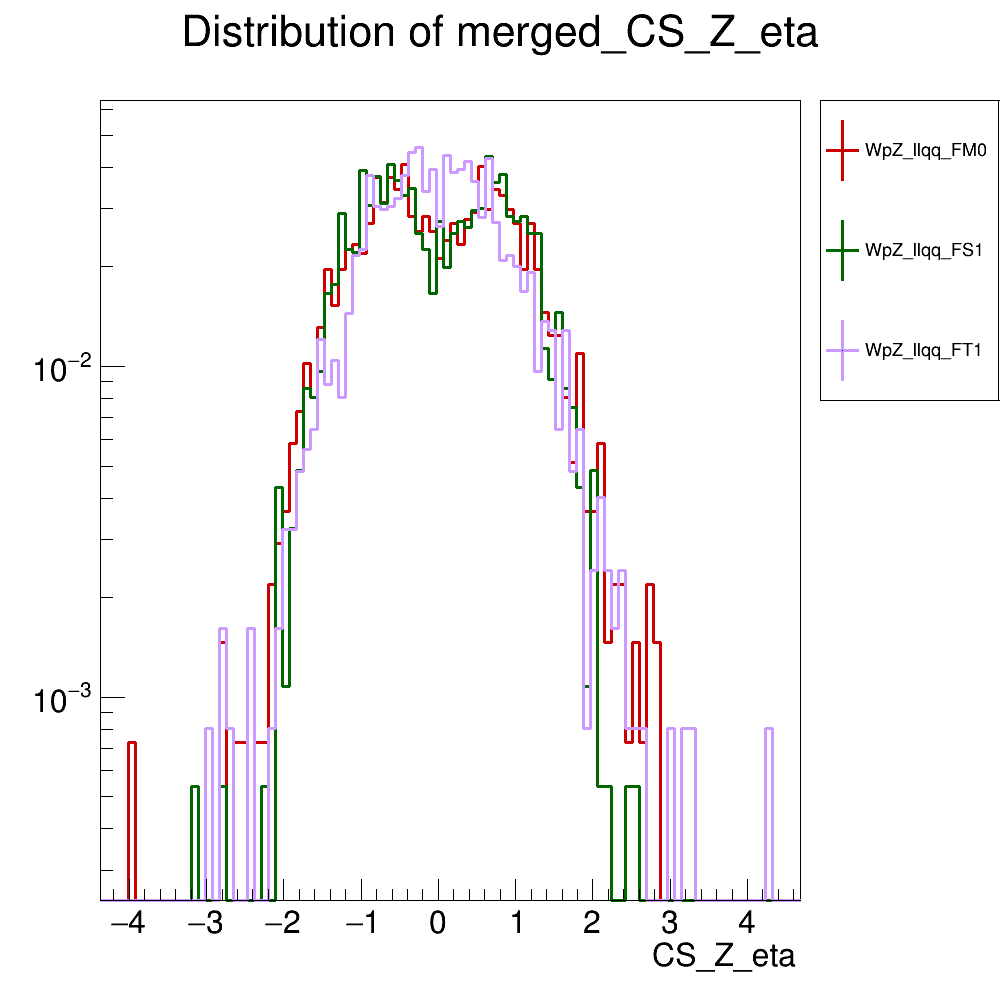 Distribution of merged_CS_Z_eta
WpZ_llqq_FM0
WpZ_llqq_FS1
WpZ_llqq_FT1
10⁻²
10⁻³
−4 −3 −2 −1 0 1 2 3 4
CS_Z_eta